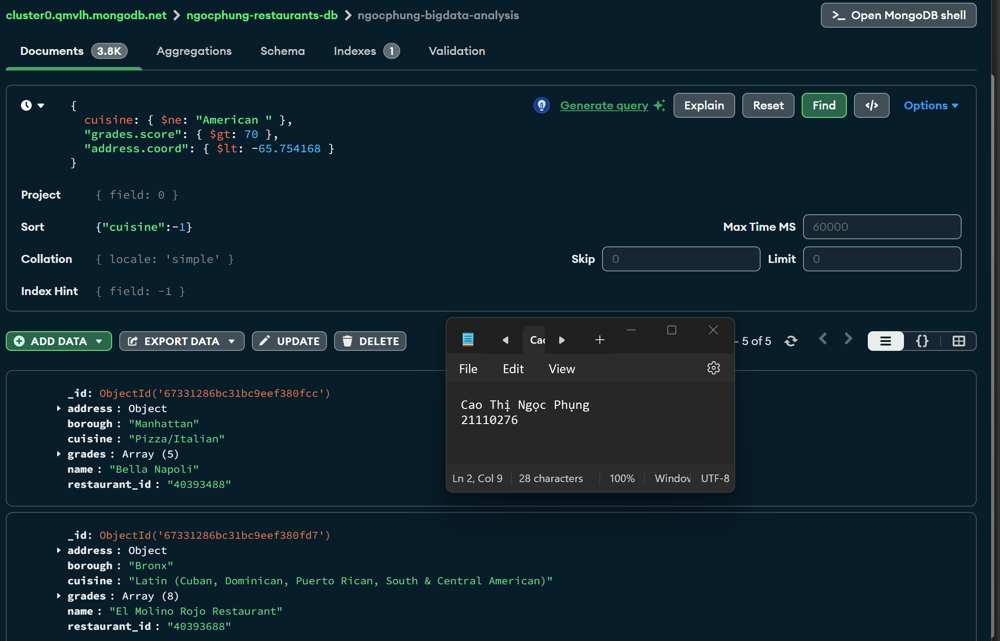 cluster0.qmvlh.mongodb.net > ngocphung-restaurants-db > ngocphung-bigdata-analysis
>_ Open MongoDB shell
Documents 3.8K Aggregations Schema Indexes 1 Validation
{
cuisine: { $ne: "American " },
"grades.score": { $gt: 70 },
"address.coord": { $lt: -65.754168 }
}
Generate query Explain Reset Find </> Options
Project { field: 0 }
Sort {"cuisine":-1}
Max Time MS 60000
Collation { locale: 'simple' }
Skip 0 Limit 0
Index Hint { field: -1 }
ADD DATA EXPORT DATA UPDATE DELETE
– 5 of 5 {}
_id: ObjectId('67331286bc31bc9eef380fcc')
address : Object
borough : "Manhattan"
cuisine : "Pizza/Italian"
grades : Array (5)
name : "Bella Napoli"
restaurant_id : "40393488"
File Edit View
Cao Thị Ngọc Phụng
21110276
Ln 2, Col 9 28 characters 100% Window UTF-8
_id: ObjectId('67331286bc31bc9eef380fd7')
address : Object
borough : "Bronx"
cuisine : "Latin (Cuban, Dominican, Puerto Rican, South & Central American)"
grades : Array (8)
name : "El Molino Rojo Restaurant"
restaurant_id : "40393688"